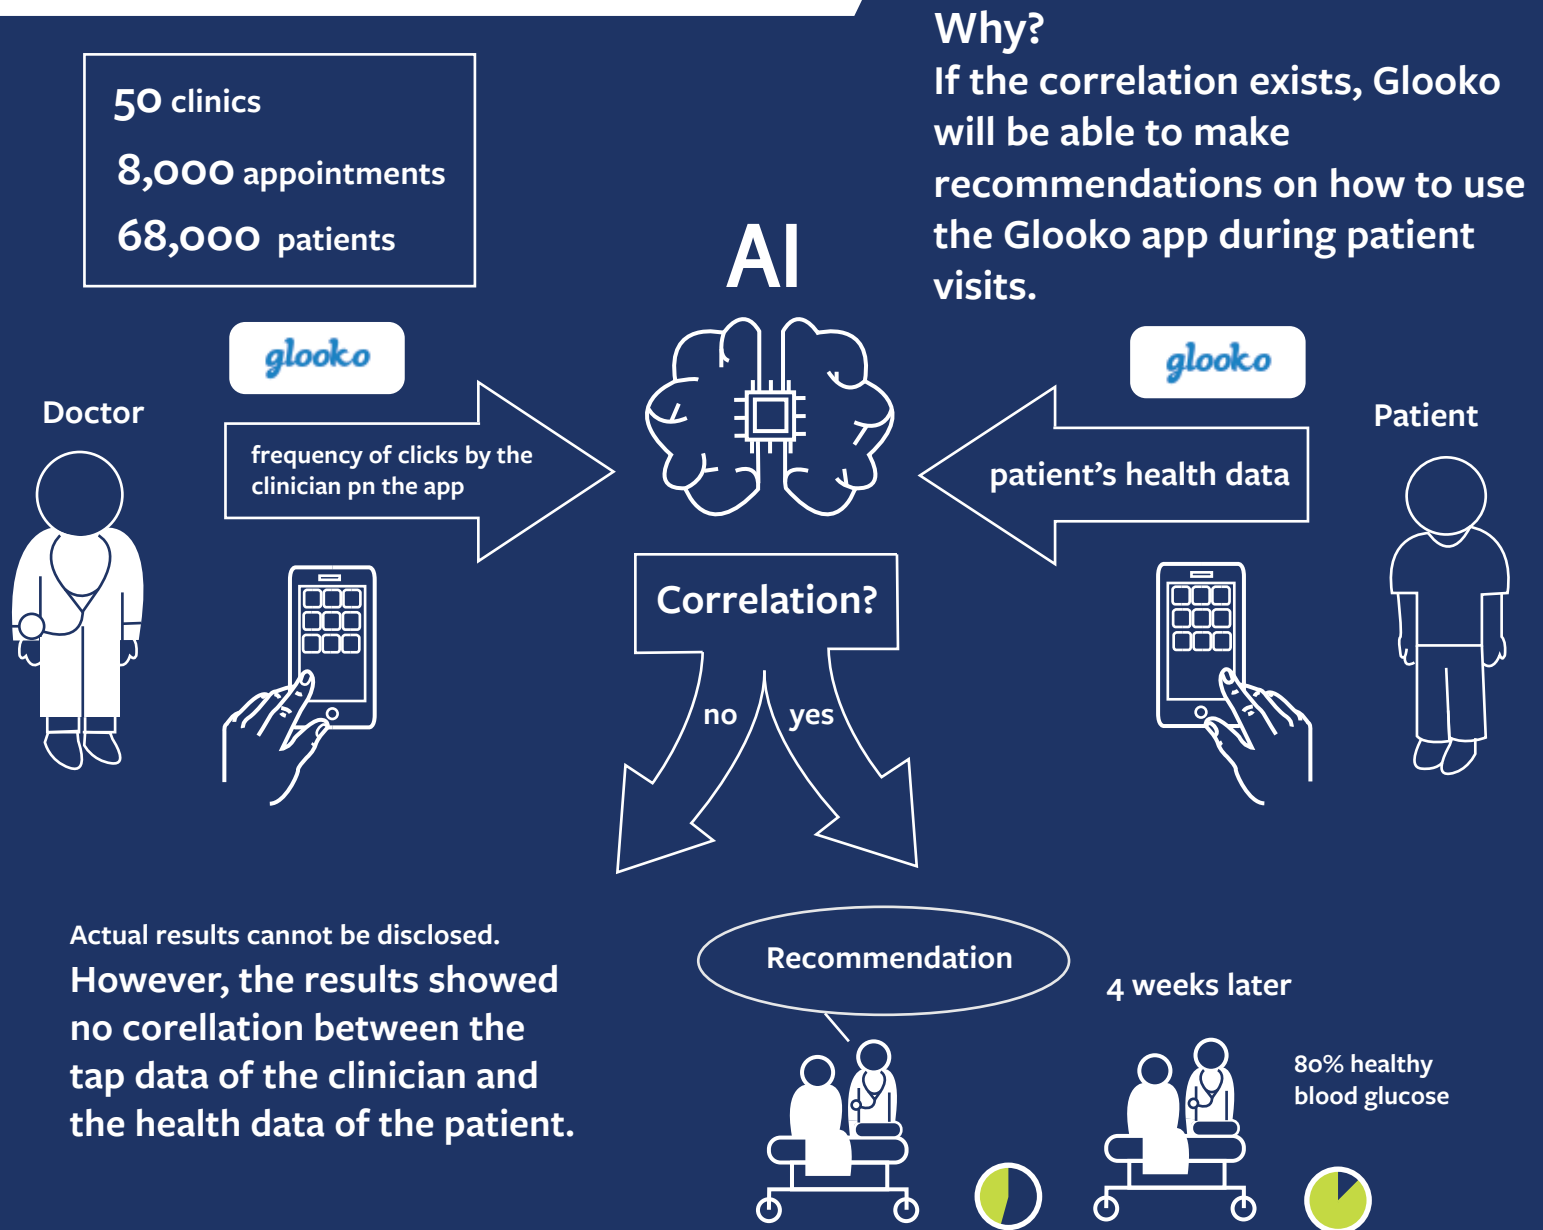 50 clinics
8,000 appointments
68,000 patients
Why?
If the correlation exists, Glooko
will be able to make
recommendations on how to use
the Glooko app during patient
visits.
AI
glooko
glooko
Doctor
frequency of clicks by the
clinician pn the app
patient’s health data
Patient
Correlation?
no
yes
Actual results cannot be disclosed.
However, the results showed
no corellation between the
tap data of the clinician and
the health data of the patient.
Recommendation
4 weeks later
80% healthy
blood glucose